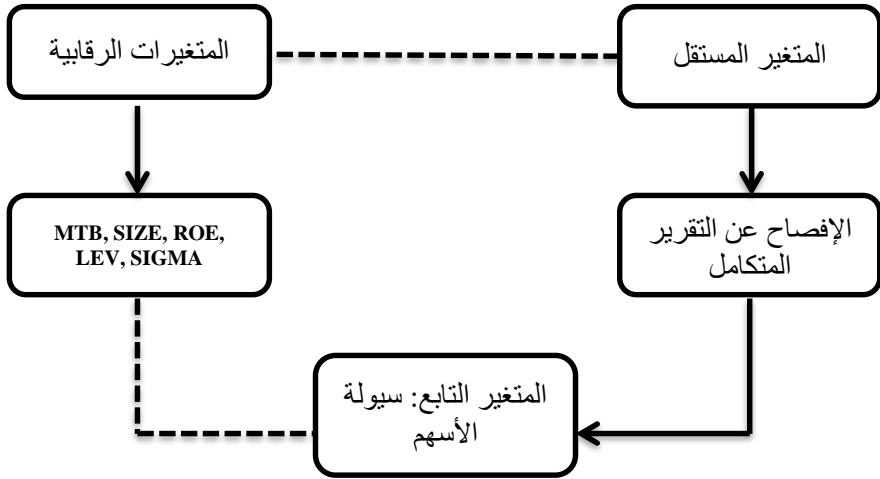 المتغير المستقل
المتغيرات الرقابية
الإفصاح عن التقرير
المتكامل
MTB, SIZE, ROE,
LEV, SIGMA
المتغير التابع: سيولة
الأسهم